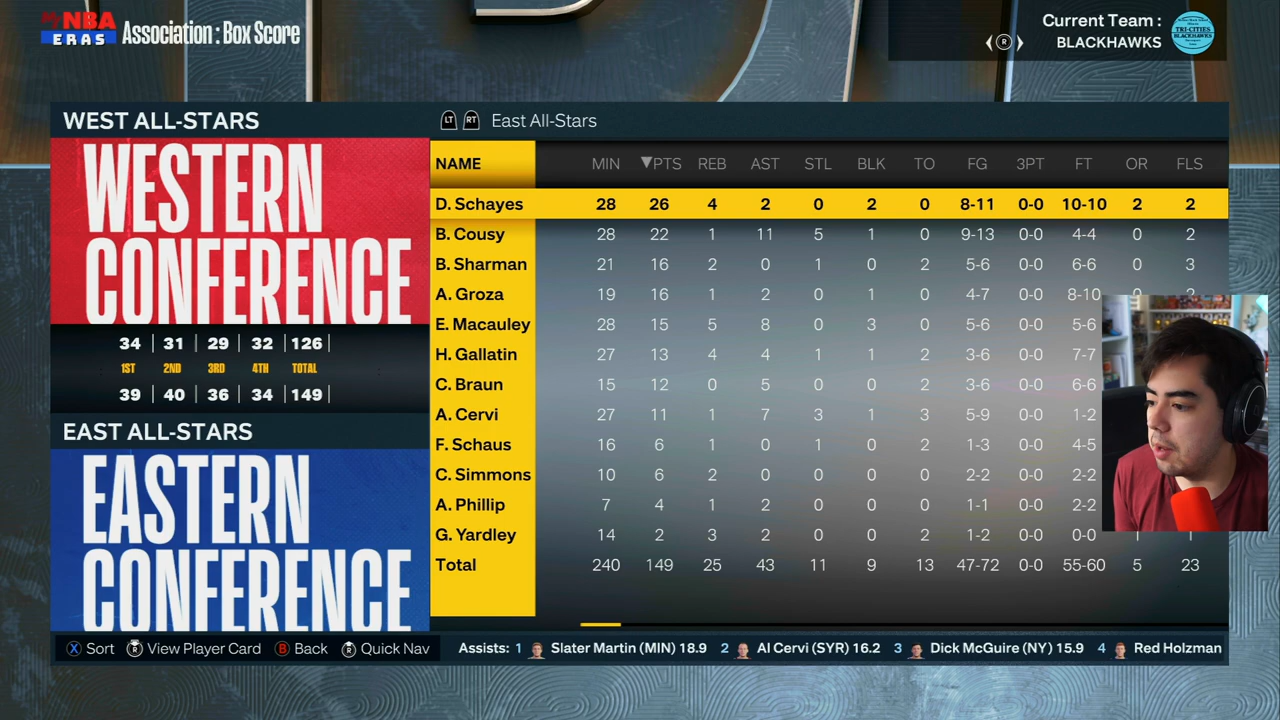 MyNBA ERAS Association : Box Score
Current Team :
BLACKHAWKS
R
TRI-CITIES BLACKHAWKS
WEST ALL-STARS
WESTERN
CONFERENCE
34 | 31 | 29 | 32 | 126 |
1ST 2ND 3RD 4TH TOTAL
39 | 40 | 36 | 34 | 149 |
EAST ALL-STARS
EASTERN
CONFERENCE
LT RT East All-Stars
NAME MIN ▼PTS REB AST STL BLK TO FG 3PT FT OR FLS
D. Schayes 28 26 4 2 0 2 0 8-11 0-0 10-10 2 2
B. Cousy 28 22 1 11 5 1 0 9-13 0-0 4-4 0 2
B. Sharman 21 16 2 0 1 0 2 5-6 0-0 6-6 0 3
A. Groza 19 16 1 2 0 1 0 4-7 0-0 8-10 0 2
E. Macauley 28 15 5 8 0 3 0 5-6 0-0 5-6
H. Gallatin 27 13 4 4 1 1 2 3-6 0-0 7-7
C. Braun 15 12 0 5 0 0 2 3-6 0-0 6-6
A. Cervi 27 11 1 7 3 1 3 5-9 0-0 1-2
F. Schaus 16 6 1 0 1 0 2 1-3 0-0 4-5
C. Simmons 10 6 2 0 0 0 0 2-2 0-0 2-2
A. Phillip 7 4 1 2 0 0 0 1-1 0-0 2-2
G. Yardley 14 2 3 2 0 0 2 1-2 0-0 0-0 1 1
Total 240 149 25 43 11 9 13 47-72 0-0 55-60 5 23
X Sort R View Player Card B Back R Quick Nav
Assists: 1 Slater Martin (MIN) 18.9 2 Al Cervi (SYR) 16.2 3 Dick McGuire (NY) 15.9 4 Red Holzman